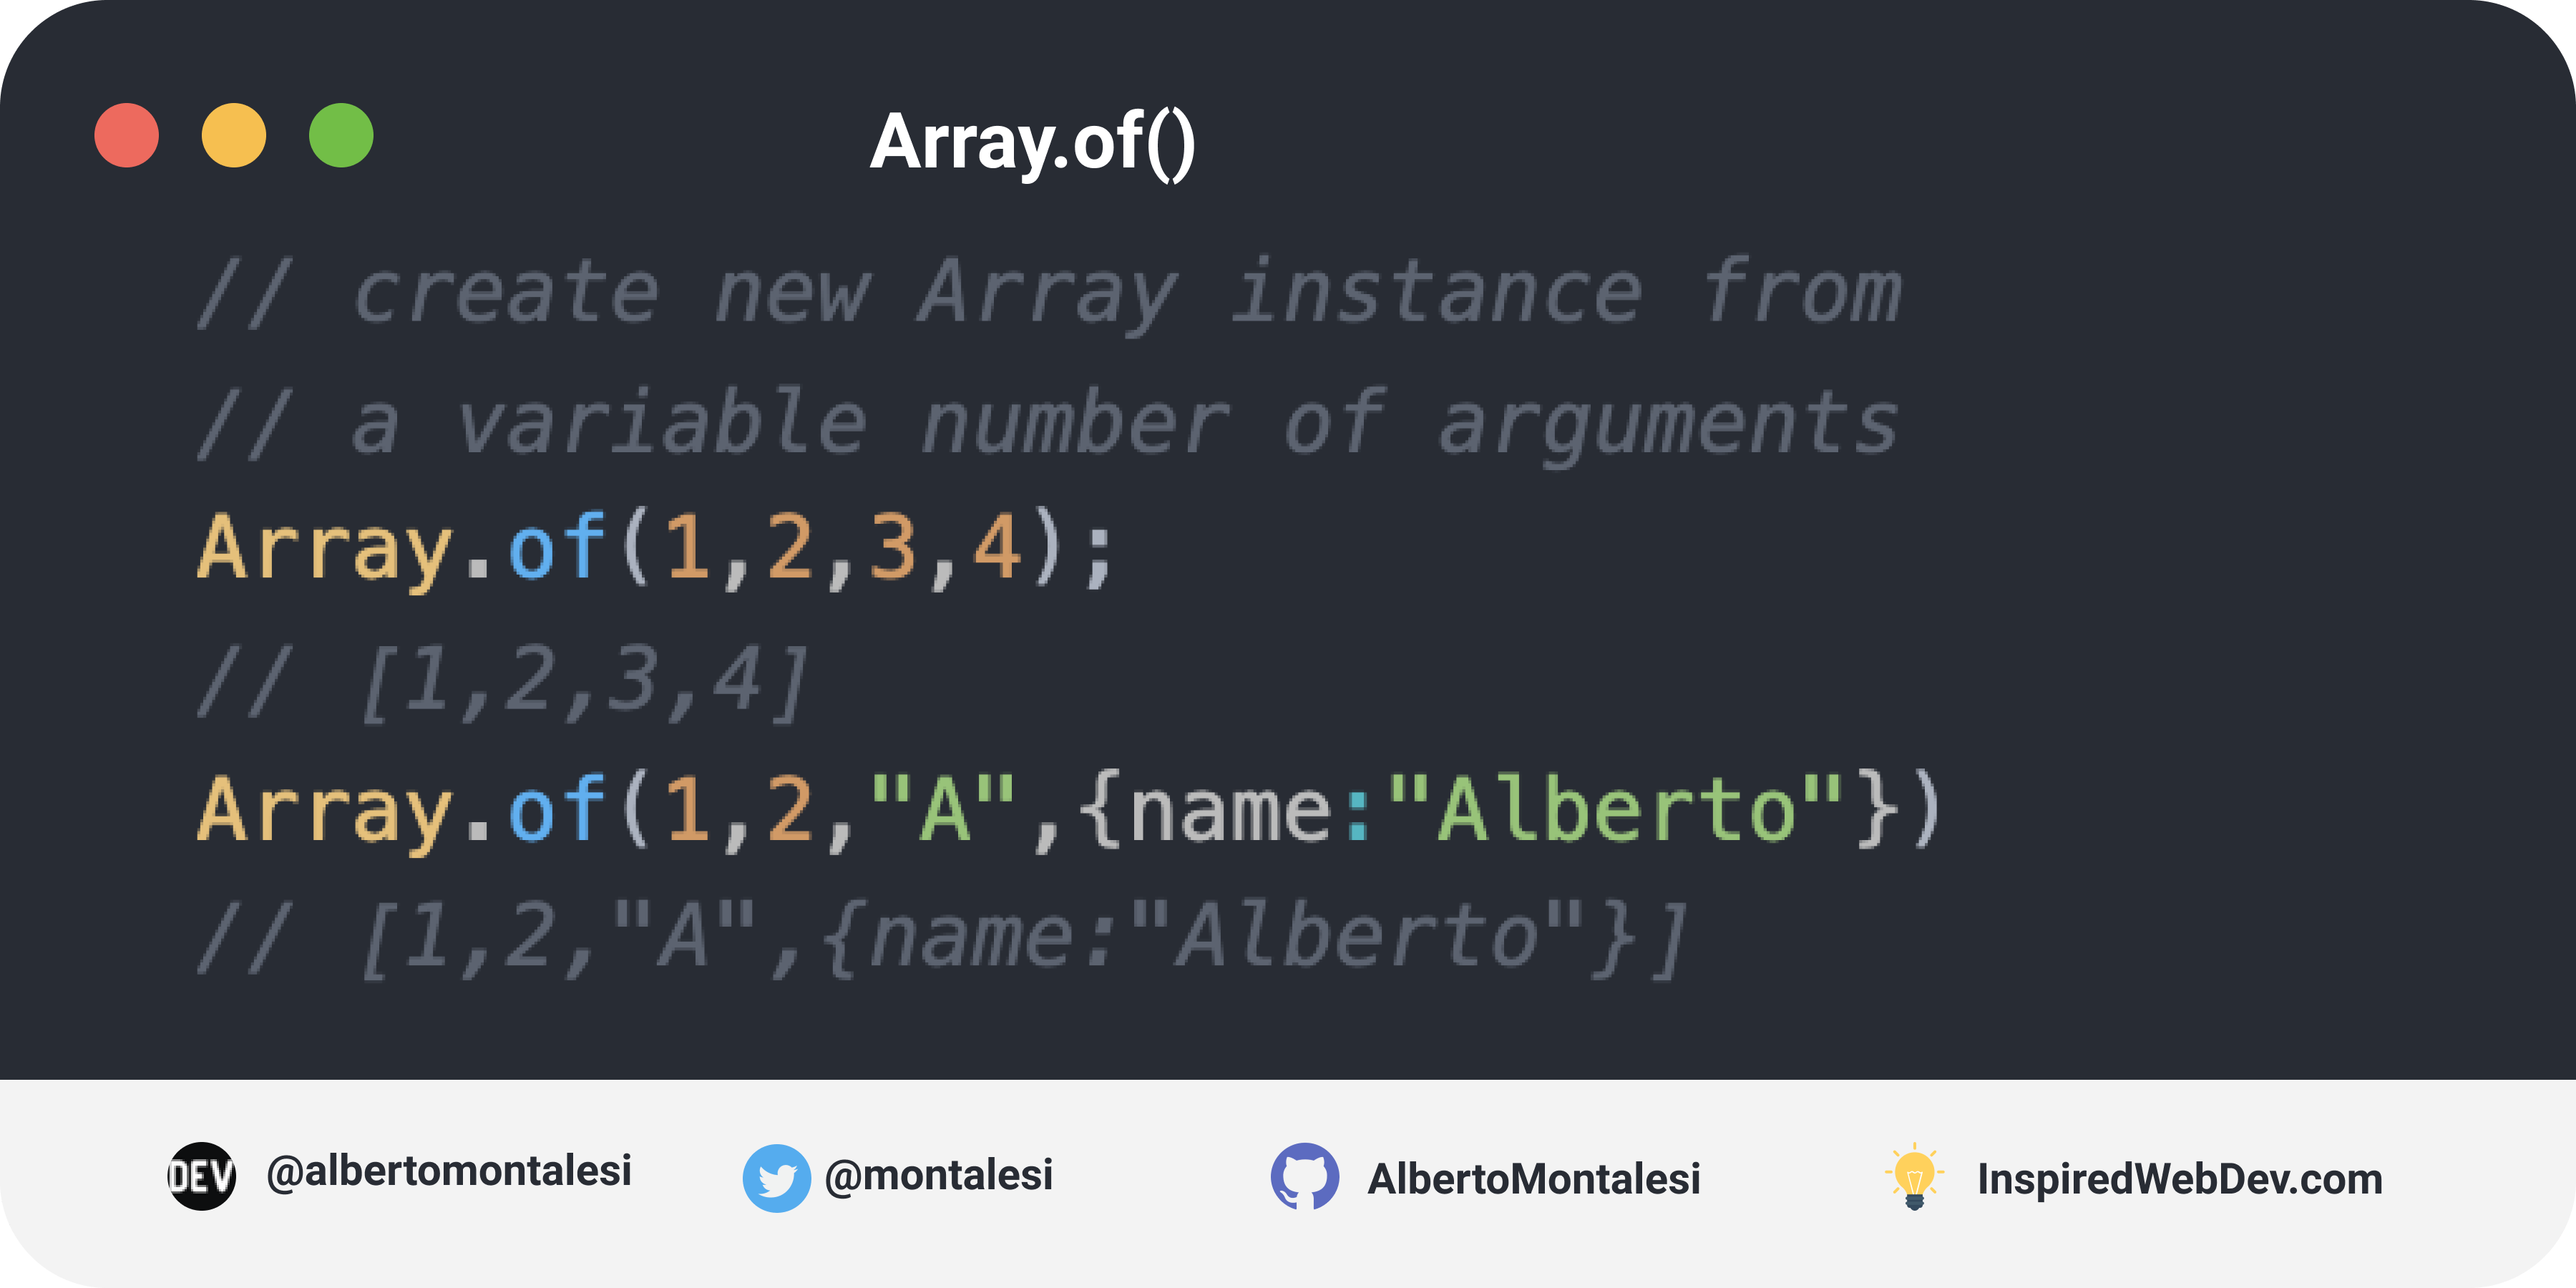 Array.of()
// create new Array instance from
// a variable number of arguments
Array.of(1,2,3,4);
// [1,2,3,4]
Array.of(1,2,"A",{name:"Alberto"})
// [1,2,"A",{name:"Alberto"}]
DEV @albertomontalesi @montalesi AlbertoMontalesi InspiredWebDev.com